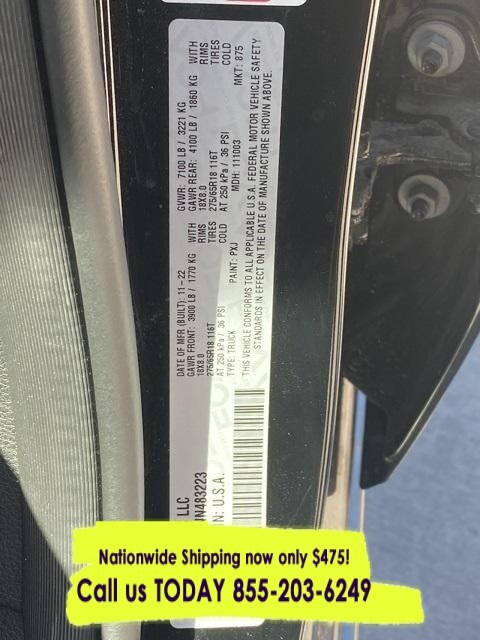 LLC
N483223
N: U.S.A.
DATE OF MFR (BUILT): 11-22 GVWR: 7100 LB / 3221 KG
GAWR FRONT: 3900 LB / 1770 KG WITH GAWR REAR: 4100 LB / 1860 KG WITH
18X8.0 RIMS 18X8.0 RIMS
275/65R18 116T TIRES 275/65R18 116T TIRES
AT 250 kPa / 36 PSI COLD AT 250 kPa / 36 PSI COLD
TYPE: TRUCK PAINT: PXJ MDH: 111003 MKT: 875
THIS VEHICLE CONFORMS TO ALL APPLICABLE U.S.A. FEDERAL MOTOR VEHICLE SAFETY
STANDARDS IN EFFECT ON THE DATE OF MANUFACTURE SHOWN ABOVE.
Nationwide Shipping now only $475!
Call us TODAY 855-203-6249